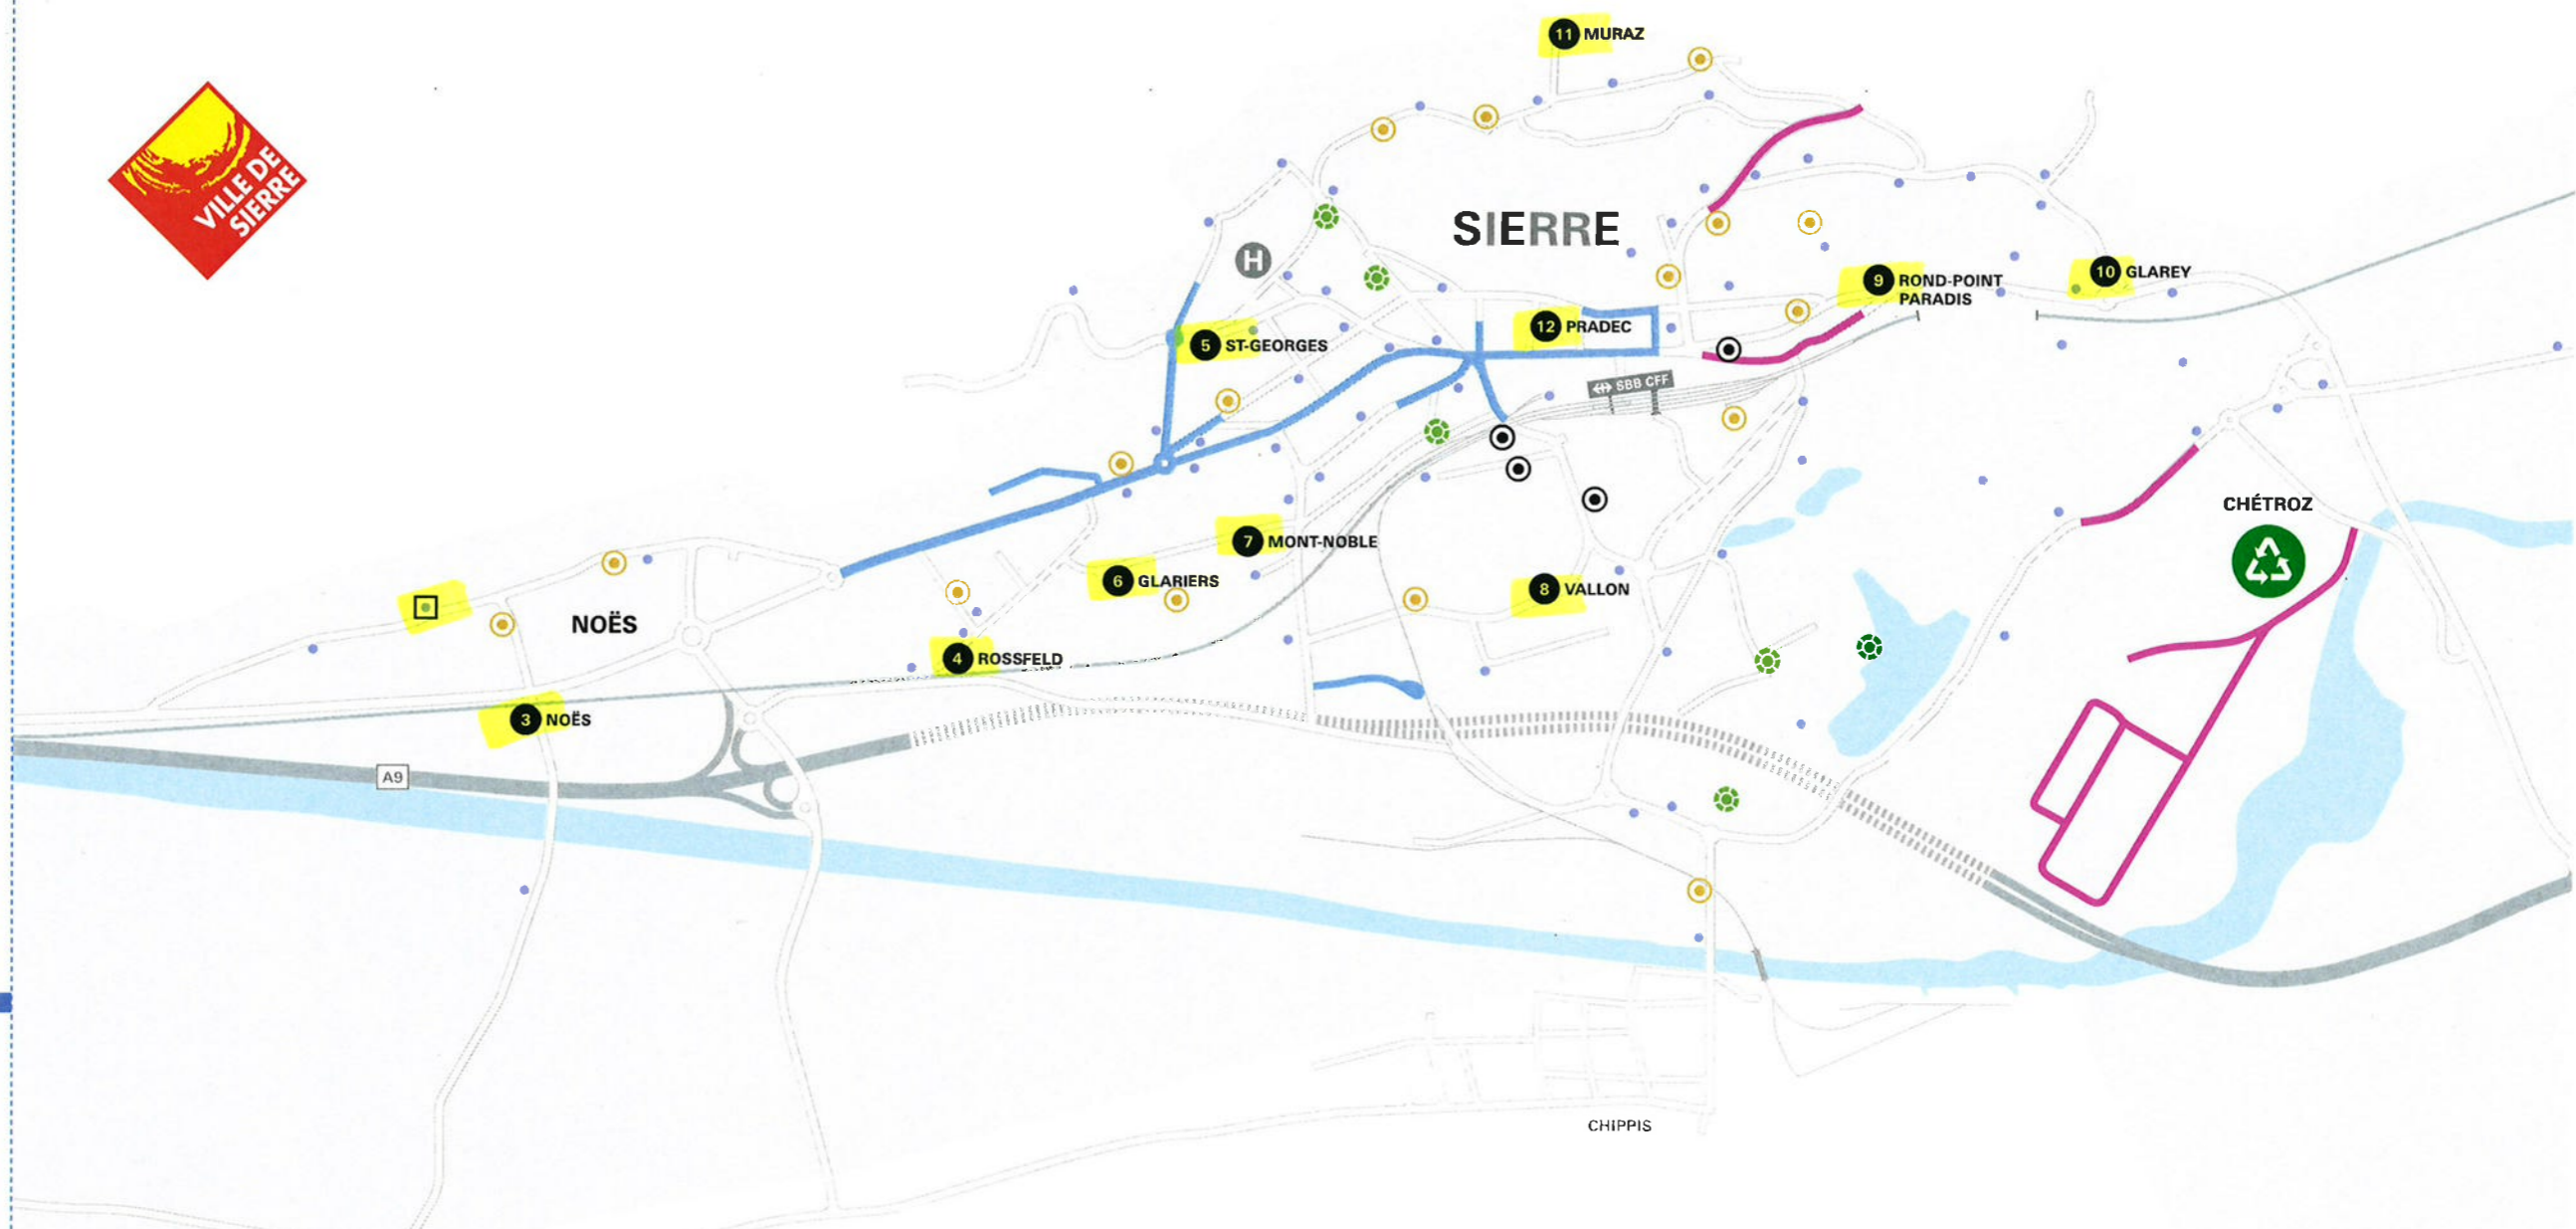 11 MURAZ
VILLE DE
SIERRE
SIERRE
H
9 ROND-POINT
PARADIS
10 GLAREY
12 PRADEC
5 ST-GEORGES
SBB CFF
CHÉTROZ
7 MONT-NOBLE
6 GLARIERS
8 VALLON
NOËS
4 ROSSFELD
3 NOËS
A9
CHIPPIS